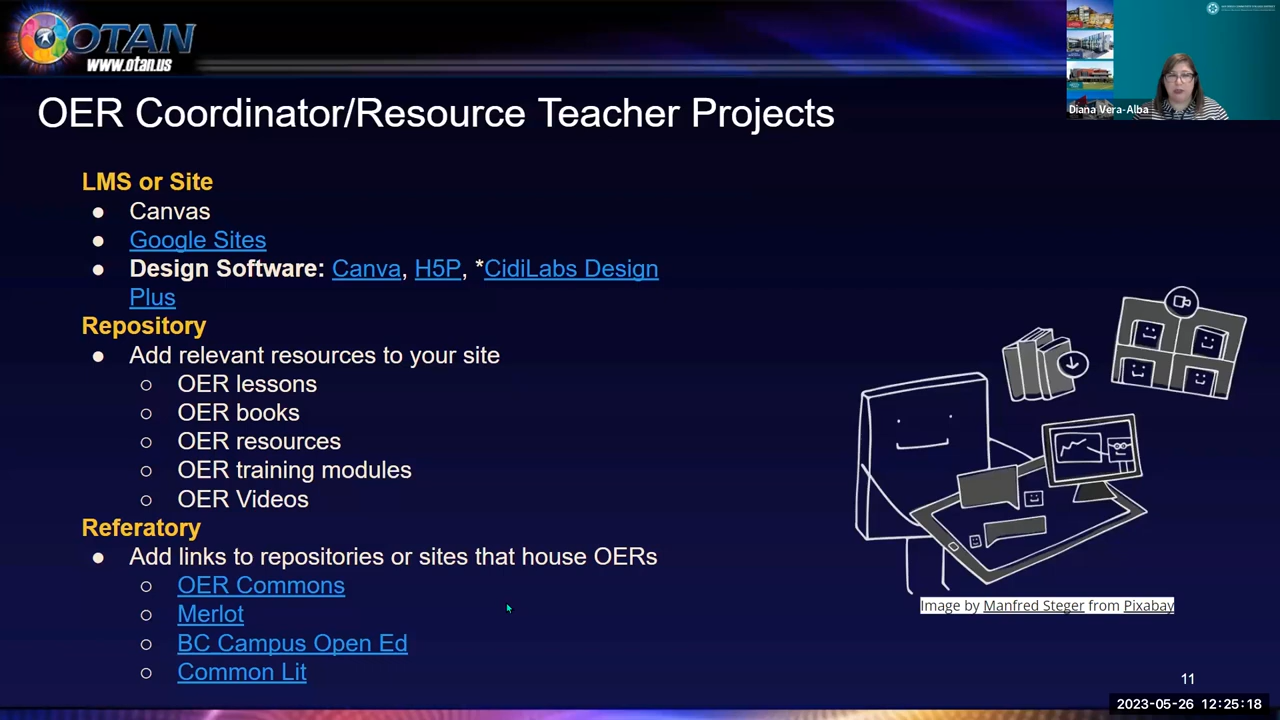 OTAN
www.otan.us
Diana Vera-Alba
OER Coordinator/Resource Teacher Projects
LMS or Site
● Canvas
● Google Sites
● Design Software: Canva, H5P, *CidiLabs Design
Plus
Repository
● Add relevant resources to your site
○ OER lessons
○ OER books
○ OER resources
○ OER training modules
○ OER Videos
Referatory
● Add links to repositories or sites that house OERs
○ OER Commons
○ Merlot
○ BC Campus Open Ed
○ Common Lit
Image by Manfred Steger from Pixabay
11
2023-05-26 12:25:18